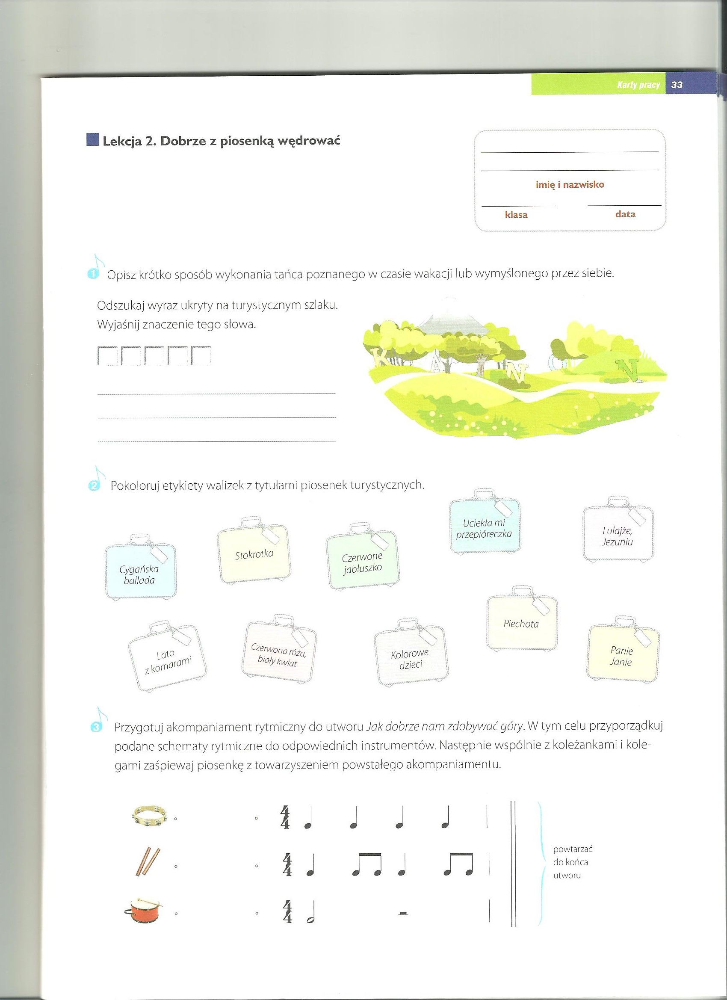 Karty pracy 33
Lekcja 2. Dobrze z piosenką wędrować
imię i nazwisko
klasa data
1 Opisz krótko sposób wykonania tańca poznanego w czasie wakacji lub wymyślonego przez siebie.
Odszukaj wyraz ukryty na turystycznym szlaku.
Wyjaśnij znaczenie tego słowa.
K A N O N
2 Pokoloruj etykiety walizek z tytułami piosenek turystycznych.
Cygańska
ballada
Stokrotka
Czerwone
jabłuszko
Uciekła mi
przepióreczka
Lulajże,
Jezuniu
Lato
z komarami
Czerwona róża,
biały kwiat
Kolorowe
dzieci
Piechota
Panie
Janie
3 Przygotuj akompaniament rytmiczny do utworu Jak dobrze nam zdobywać góry. W tym celu przyporządkuj
podane schematy rytmiczne do odpowiednich instrumentów. Następnie wspólnie z koleżankami i kole-
gami zaśpiewaj piosenkę z towarzyszeniem powstałego akompaniamentu.
4
4
4
4
4
4
powtarzać
do końca
utworu